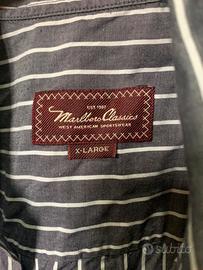 EST 1987
Marlboro Classics
WEST AMERICAN SPORTSWEAR
X-LARGE
subito